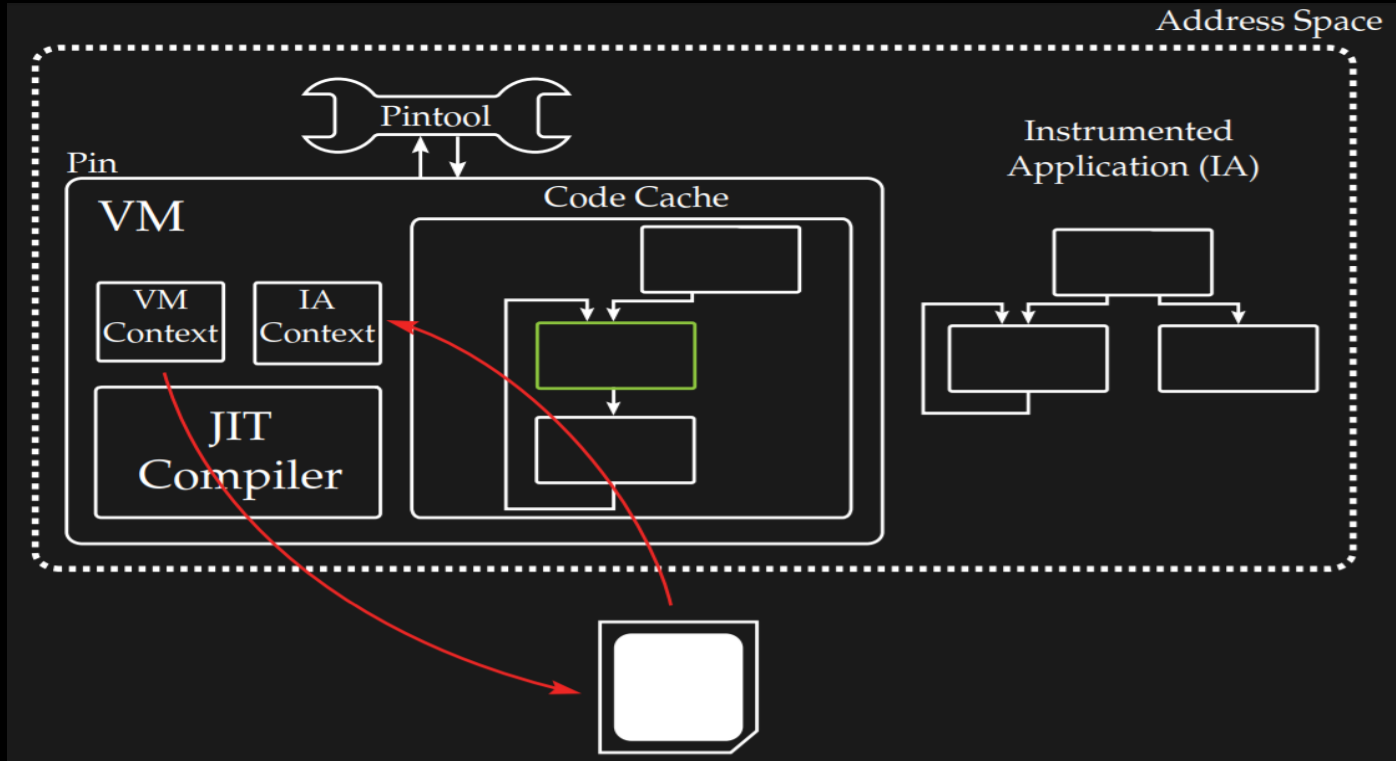 Address Space
Pintool
Pin
VM
Code Cache
VM
Context
IA
Context
JIT
Compiler
Instrumented
Application (IA)